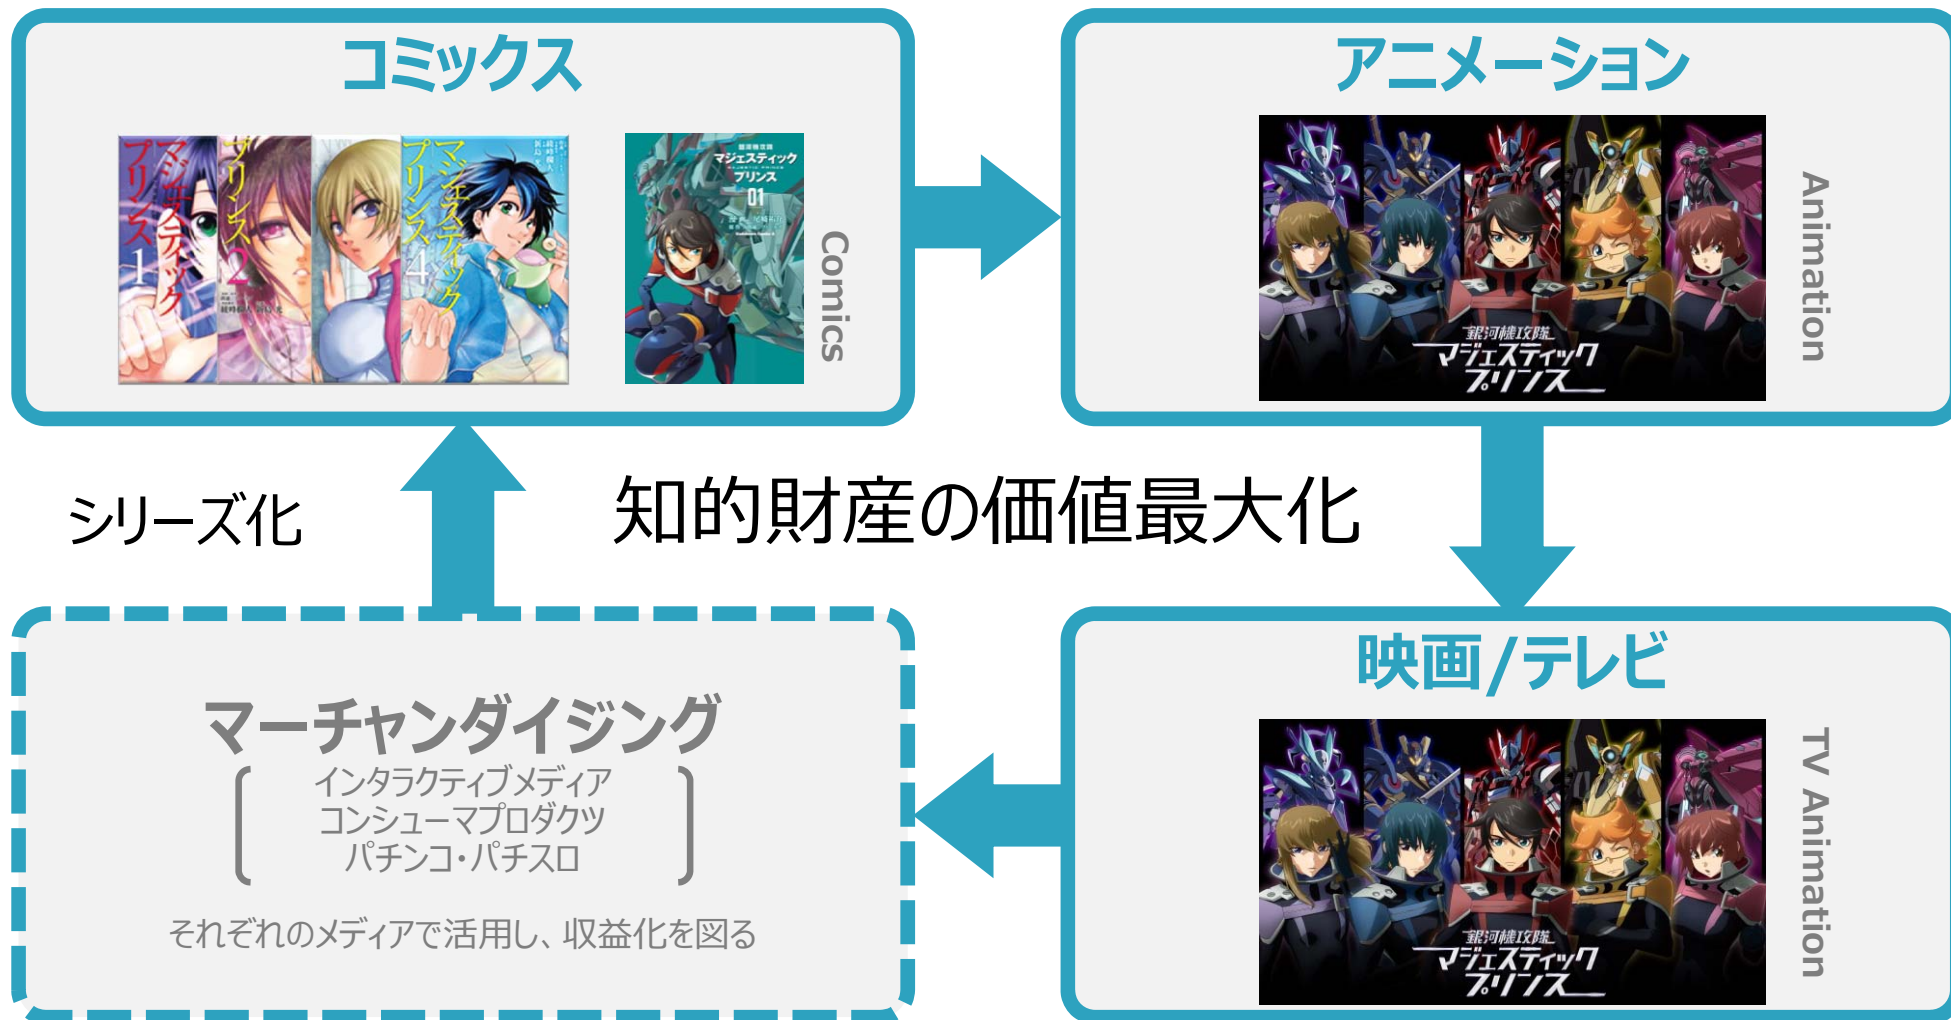 コミックス
マジェスティック
プリンス 1
プリンス 2
マジェスティック
プリンス 4
銀河機攻隊
マジェスティック
プリンス
01
Comics
アニメーション
銀河機攻隊
マジェスティック
プリンス
Animation
シリーズ化
知的財産の価値最大化
マーチャンダイジング
インタラクティブメディア
コンシューマプロダクツ
パチンコ・パチスロ
それぞれのメディアで活用し、収益化を図る
映画/テレビ
銀河機攻隊
マジェスティック
プリンス
TV Animation